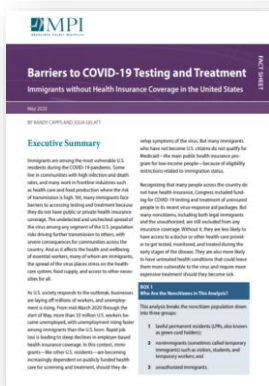 MPI
MIGRATION POLICY INSTITUTE
FACT SHEET
Barriers to COVID-19 Testing and Treatment
Immigrants without Health Insurance Coverage in the United States
May 2020
BY RANDY CAPPS AND JULIA GELATT
Executive Summary
Immigrants are among the most vulnerable U.S.
residents during the COVID-19 pandemic. Some
live in communities with high infection and death
rates, and many work in frontline industries such
as health care and food production where the risk
of transmission is high. Yet, many immigrants face
barriers to accessing testing and treatment because
they do not have public or private health insurance
coverage. The undetected and unchecked spread of
the virus among any segment of the U.S. population
risks driving further transmission to others, with
severe consequences for communities across the
country. And as it affects the health and wellbeing
of essential workers, many of whom are immigrants,
the spread of the virus places stress on the health-
care system, food supply, and access to other neces-
sities for all.
As U.S. society responds to the outbreak, businesses
are laying off millions of workers, and unemploy-
ment is rising. From mid-March 2020 through the
start of May, more than 33 million U.S. workers be-
came unemployed, with unemployment rising faster
among immigrants than the U.S. born. Rapid job
loss is leading to steep declines in employer-based
health insurance coverage. In this context, immi-
grants—like other U.S. residents—are becoming
increasingly dependent on publicly funded health
care for screening and treatment, should they de-
velop symptoms of the virus. But many immigrants
who have not become U.S. citizens do not qualify for
Medicaid—the main public health insurance pro-
gram for low-income people—because of eligibility
restrictions related to immigration status.
Recognizing that many people across the country do
not have health insurance, Congress included fund-
ing for COVID-19 testing and treatment of uninsured
people in its recent virus-response aid packages. But
many noncitizens, including both legal immigrants
and the unauthorized, are still excluded from any
insurance coverage. Without it, they are less likely to
have access to a doctor or other health-care provid-
er to get tested, monitored, and treated during the
early stages of the disease. They are also more likely
to have untreated health conditions that could leave
them more vulnerable to the virus and require more
expensive treatment should they become sick.
BOX 1
Who Are the Noncitizens in This Analysis?
This analysis breaks the noncitizen population down
into three groups:
1 lawful permanent residents (LPRs, also known
as green-card holders);
2 nonimmigrants (sometimes called temporary
immigrants) such as visitors, students, and
temporary workers; and
3 unauthorized immigrants.